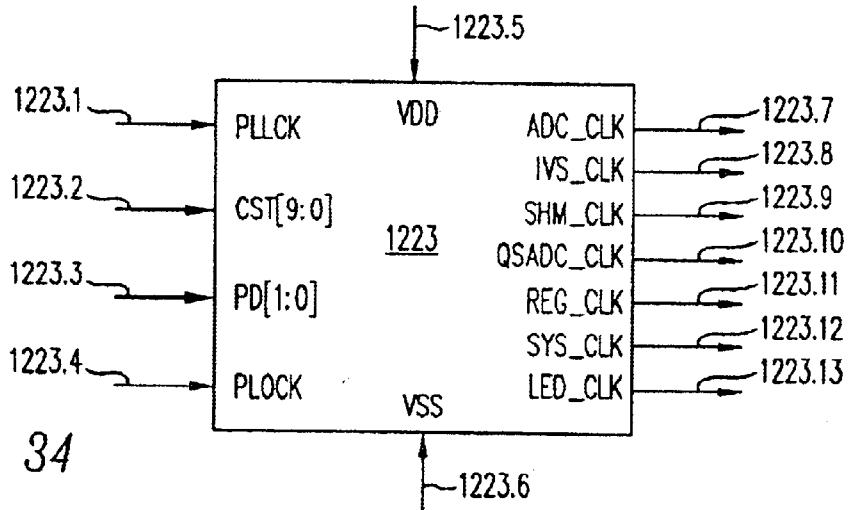 1223.5
1223.1
PLLCK
VDD
ADC_CLK
1223.7
IVS_CLK
1223.8
1223.2
CST[9:0]
1223
SHM_CLK
1223.9
QSADC_CLK
1223.10
1223.3
PD[1:0]
REG_CLK
1223.11
SYS_CLK
1223.12
1223.4
PLOCK
VSS
LED_CLK
1223.13
34
1223.6